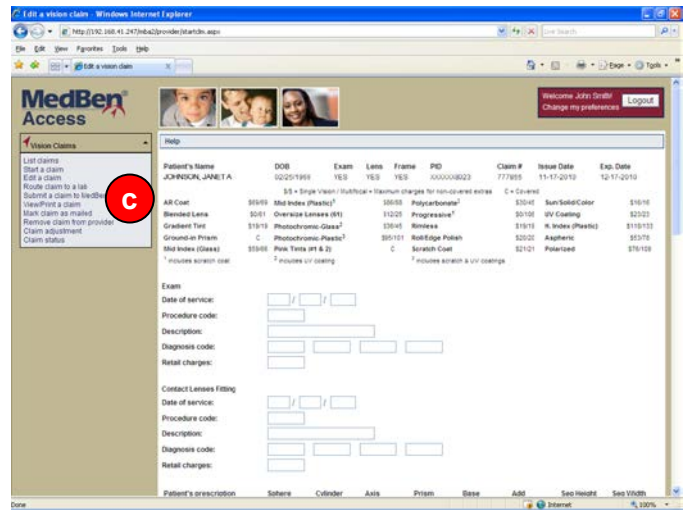 Edit a vision claim - Windows Internet Explorer
http://192.168.41.247/mba2/provider/startclm.aspx
Live Search
File Edit View Favorites Tools Help
Edit a vision claim
Page Tools
MedBen
Access
Welcome John Smith!
Change my preferences
Logout
Vision Claims
List claims
Start a claim
Edit a claim
Route claim to a lab
Submit a claim to MedBen
View/Print a claim
Mark claim as mailed
Remove claim from provider
Claim adjustment
Claim status
C
Help
Patient's Name DOB Exam Lens Frame PID Claim # Issue Date Exp. Date
JOHNSON, JANET A 02/25/1959 YES YES YES 777855 11-17-2010 12-17-2010
$/$ = Single Vision / Multifocal = Maximum charges for non-covered extras C = Covered
AR Coat Mid Index (Plastic)1 Polycarbonate1 Sun/Solid/Color
Blended Lens Oversize Lenses (61) Progressive1 UV Coating
Gradient Tint Photochromic-Glass2 Rimless H. Index (Plastic)
Ground-in Prism C Photochromic-Plastic3 Roll/Edge Polish Aspheric
Mid Index (Glass) Pink Tints (#1 & 2) C Scratch Coat Polarized
1 includes scratch coat 2 includes UV coating 3 includes scratch & UV coatings
Exam
Date of service: / /
Procedure code:
Description:
Diagnosis code:
Retail charges:
Contact Lenses Fitting
Date of service: / /
Procedure code:
Description:
Diagnosis code:
Retail charges:
Patient's prescription Sphere Cylinder Axis Prism Base Add Seg Height Seg Width
Done Internet 100%